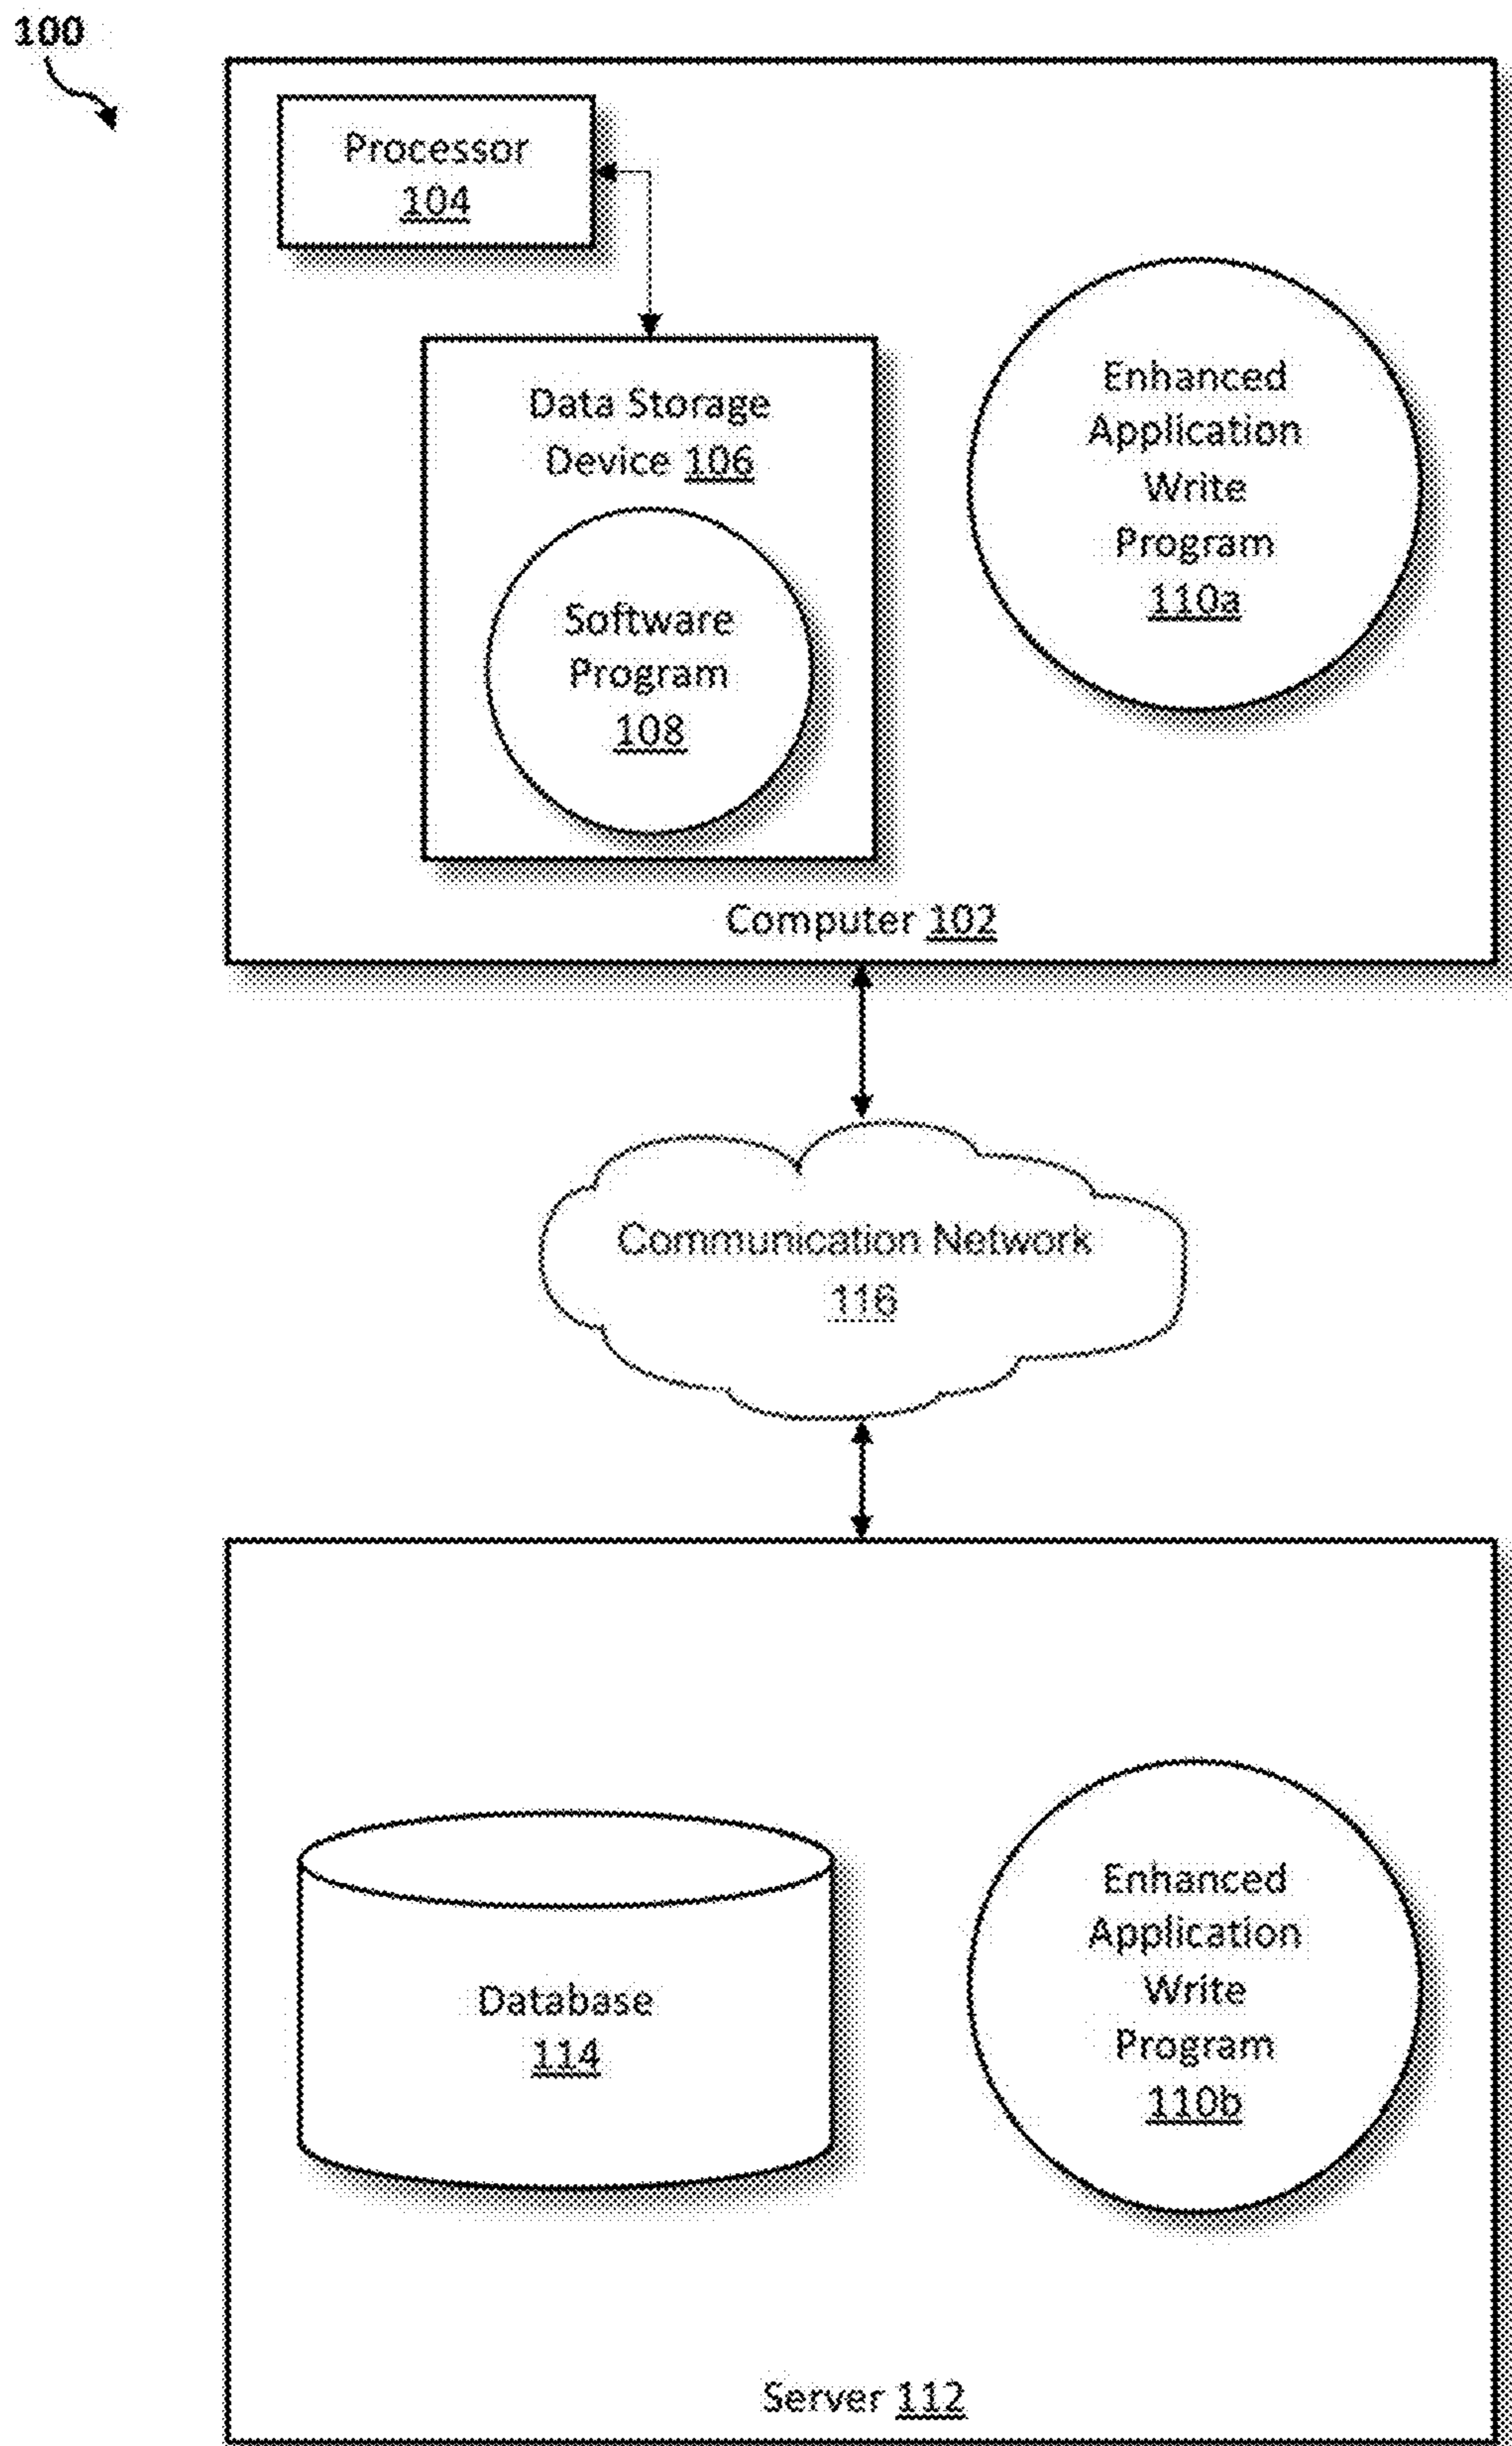 100
Processor
104
Data Storage
Device 106
Software
Program
108
Enhanced
Application
Write
Program
110a
Computer 102
Communication Network
116
Database
114
Enhanced
Application
Write
Program
110b
Server 112